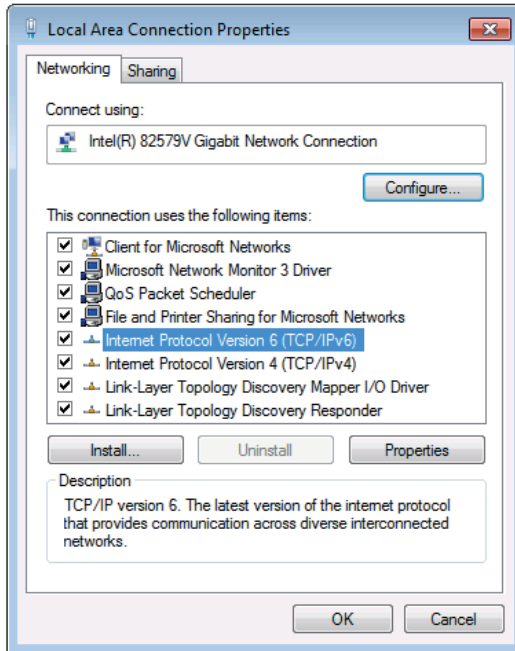 Local Area Connection Properties
Networking
Sharing
Connect using:
Intel(R) 82579V Gigabit Network Connection
Configure...
This connection uses the following items:
Client for Microsoft Networks
Microsoft Network Monitor 3 Driver
QoS Packet Scheduler
File and Printer Sharing for Microsoft Networks
Internet Protocol Version 6 (TCP/IPv6)
Internet Protocol Version 4 (TCP/IPv4)
Link-Layer Topology Discovery Mapper I/O Driver
Link-Layer Topology Discovery Responder
Install...
Uninstall
Properties
Description
TCP/IP version 6. The latest version of the internet protocol
that provides communication across diverse interconnected
networks.
OK
Cancel